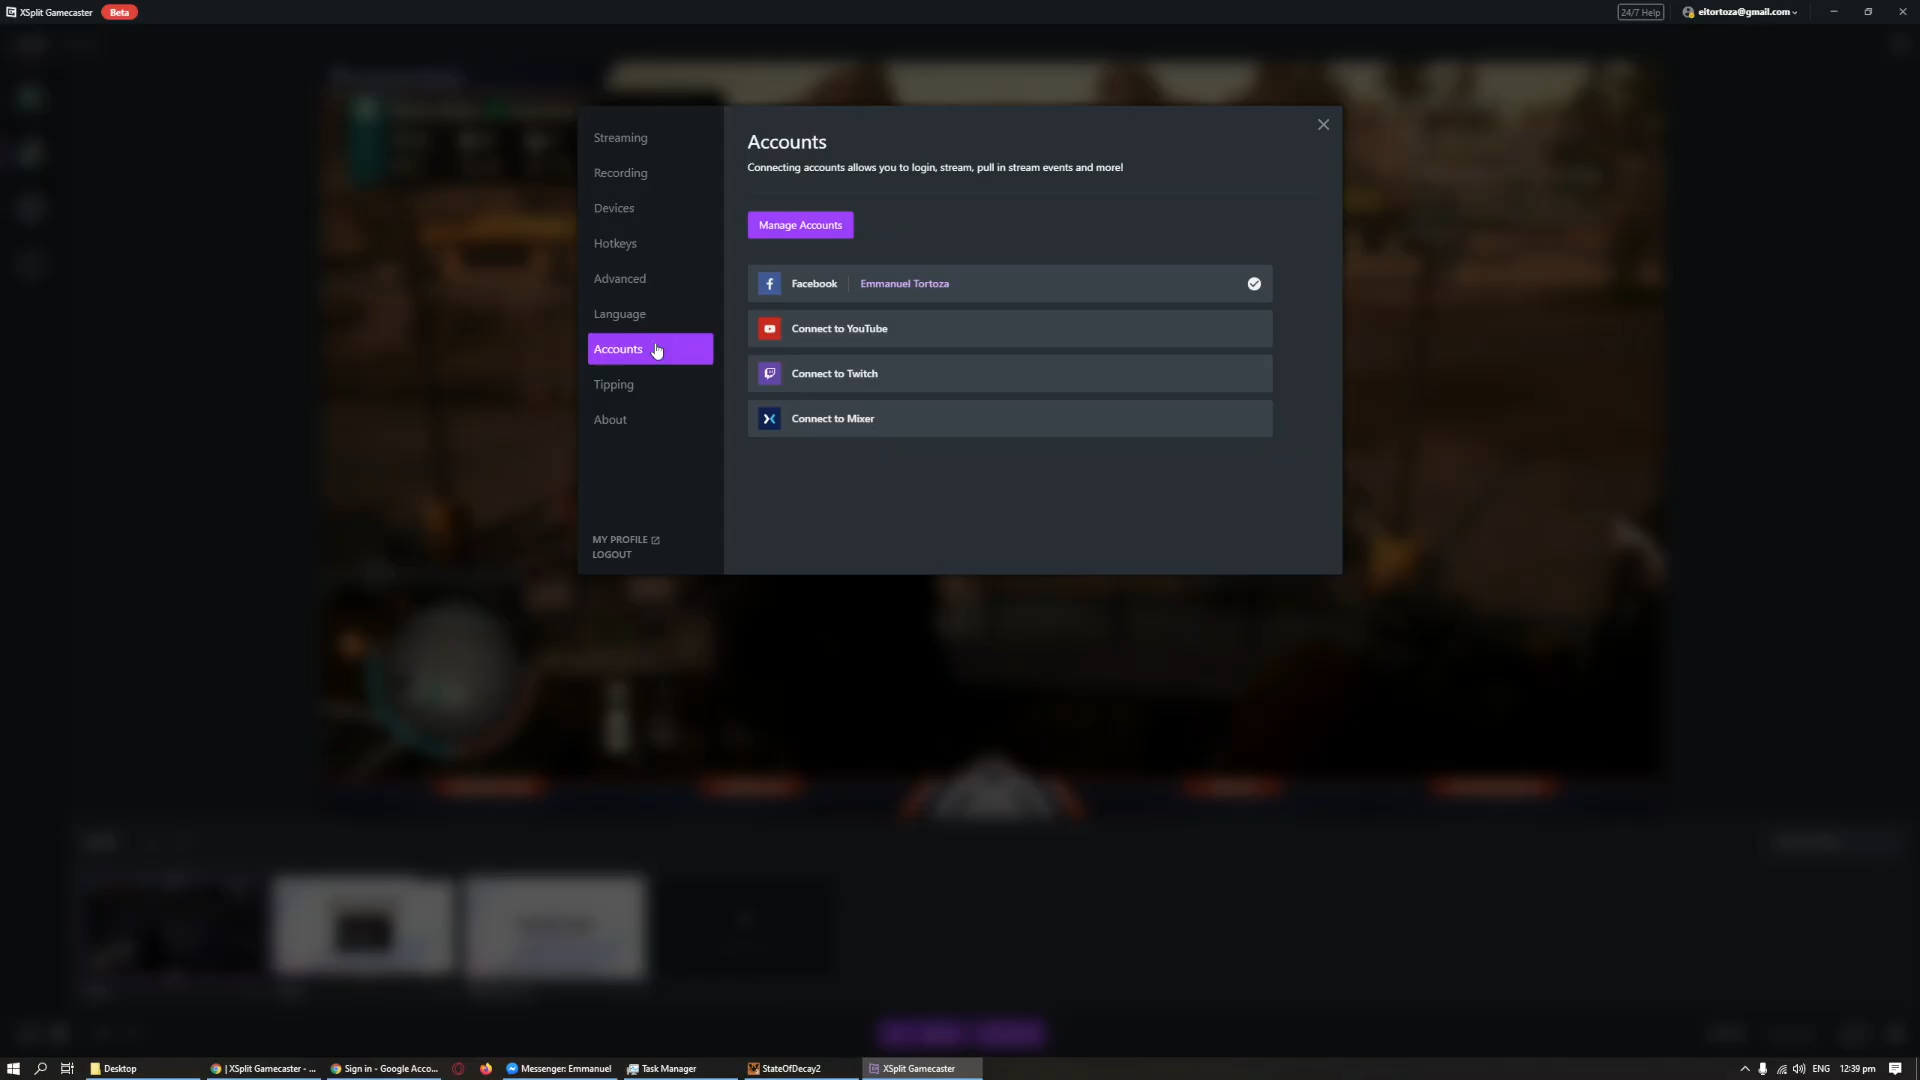 XSplit Gamecaster Beta
24/7 Help
eitortoza@gmail.com
Streaming
Recording
Devices
Hotkeys
Advanced
Language
Accounts
Tipping
About
MY PROFILE
LOGOUT
Accounts
Connecting accounts allows you to login, stream, pull in stream events and more!
Manage Accounts
Facebook Emmanuel Tortoza
Connect to YouTube
Connect to Twitch
Connect to Mixer
Desktop
| XSplit Gamecaster - ...
Sign in - Google Acco...
Messenger: Emmanuel
Task Manager
StateOfDecay2
XSplit Gamecaster
ENG
12:39 pm